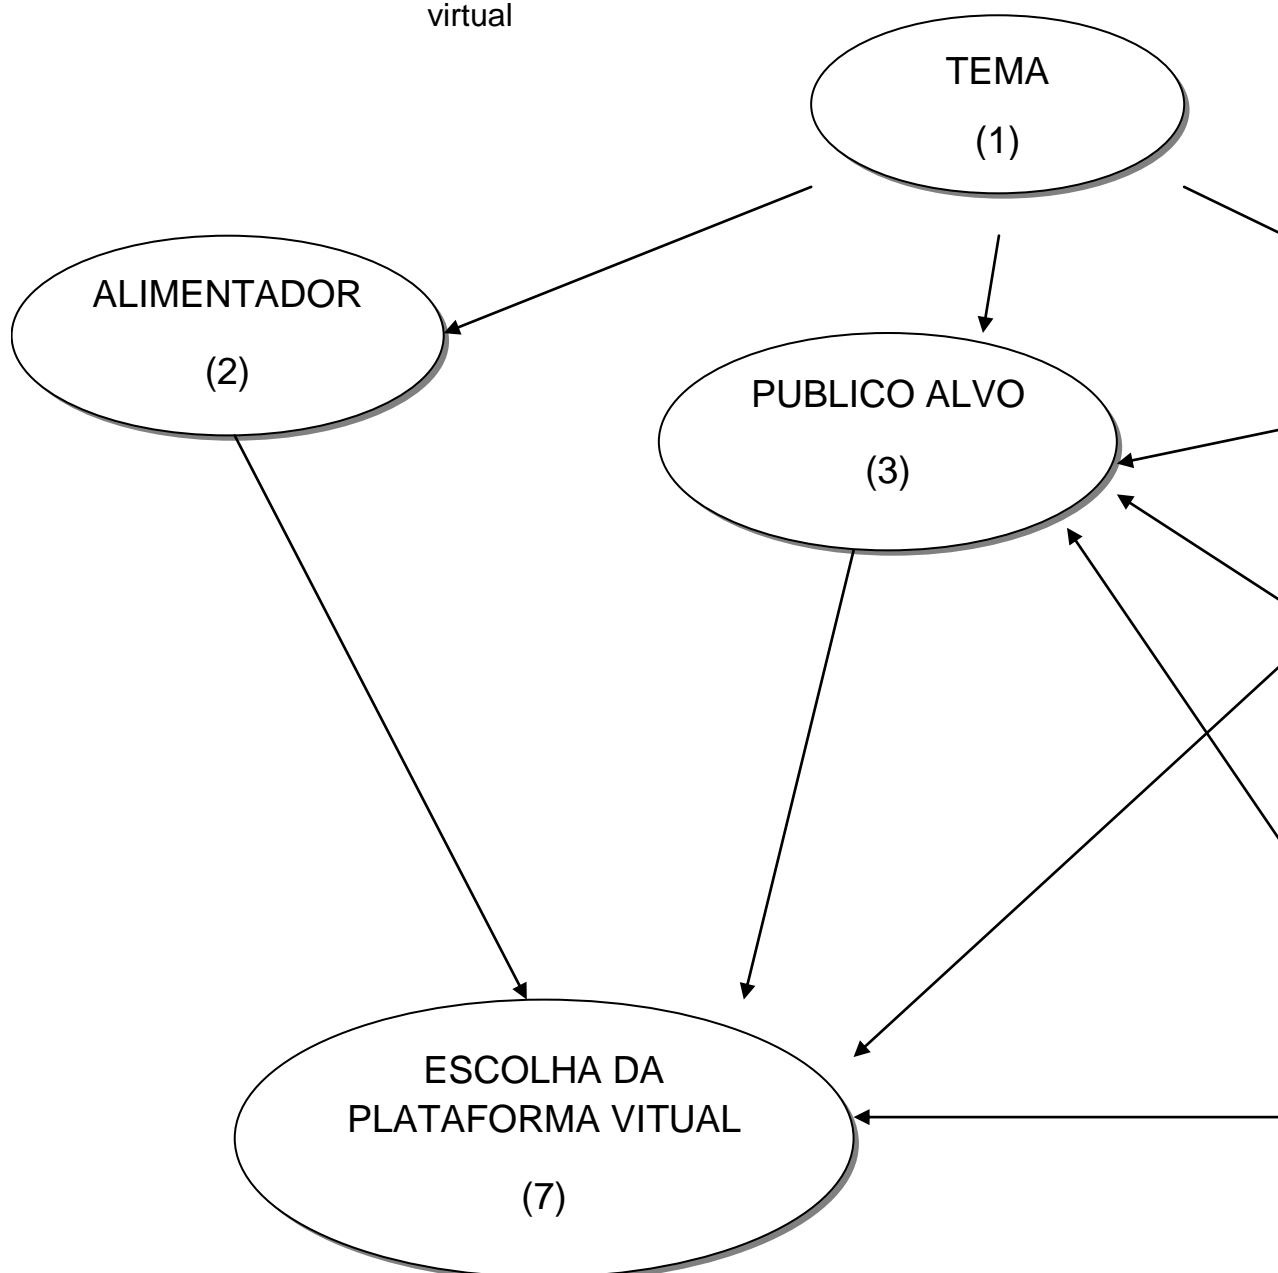 virtual
TEMA
(1)
ALIMENTADOR
(2)
PUBLICO ALVO
(3)
ESCOLHA DA
PLATAFORMA VITUAL
(7)